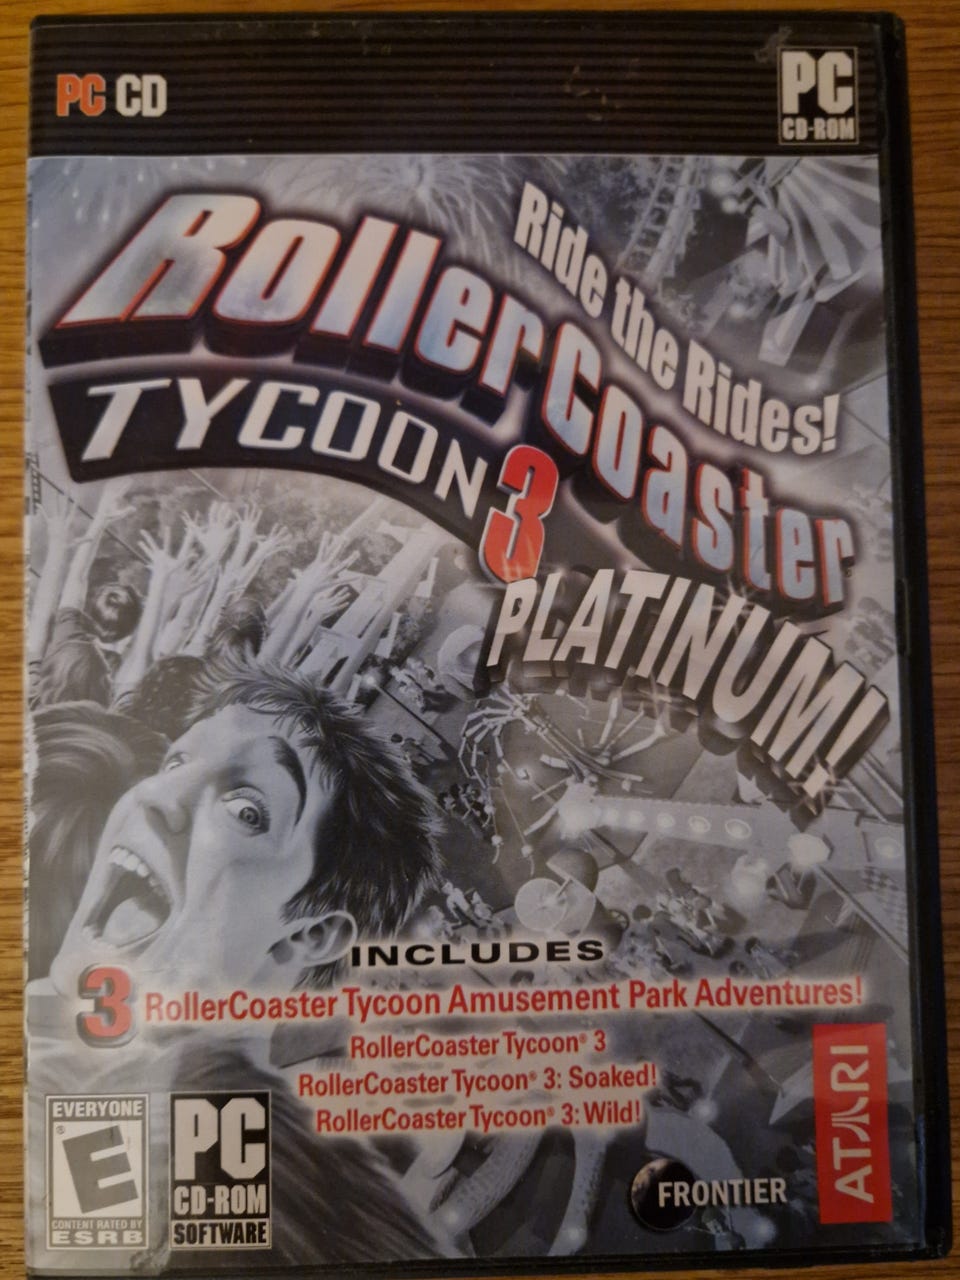 PC CD
PC
CD-ROM
Ride the Rides!
RollerCoaster
TYCOON 3
PLATINUM!
INCLUDES
3 RollerCoaster Tycoon Amusement Park Adventures!
RollerCoaster Tycoon® 3
RollerCoaster Tycoon® 3: Soaked!
RollerCoaster Tycoon® 3: Wild!
EVERYONE
E
®
CONTENT RATED BY
ESRB
PC
CD-ROM
SOFTWARE
FRONTIER
ATARI